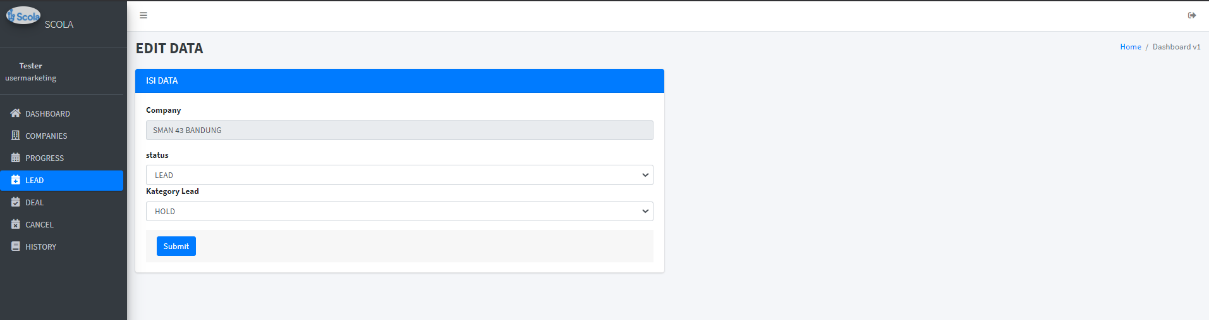 Scola
SCOLA
Tester
usermarketing
DASHBOARD
COMPANIES
PROGRESS
LEAD
DEAL
CANCEL
HISTORY
EDIT DATA
Home / Dashboard v1
ISI DATA
Company
SMAN 43 BANDUNG
status
LEAD
Kategory Lead
HOLD
Submit